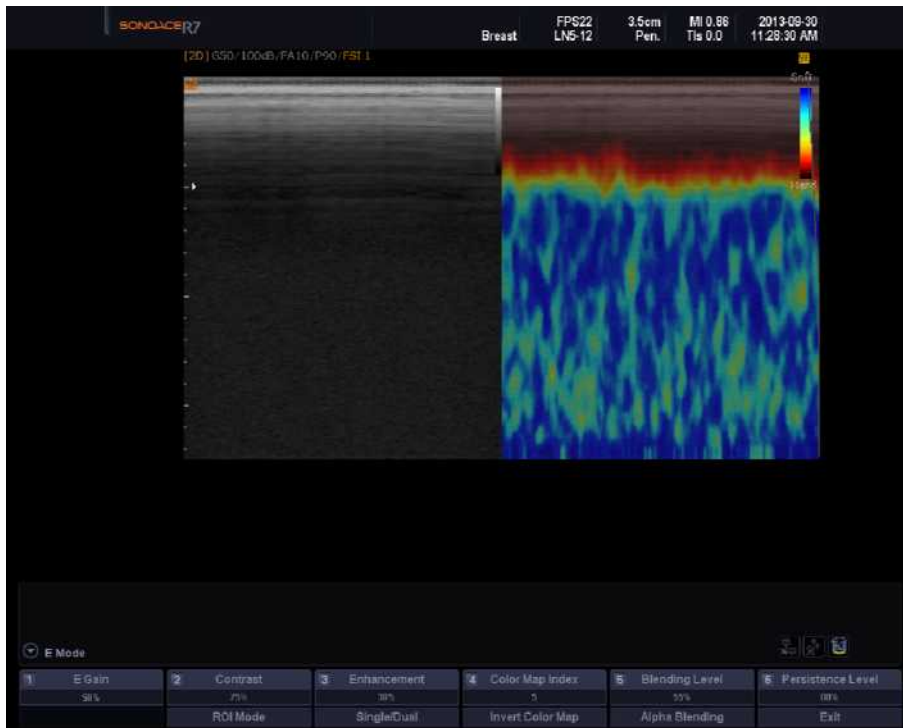 SONOACE R7
Breast
FPS22
LN5-12
3.5cm
Pen.
MI 0.86
TIs 0.0
2013-09-30
11:28:30 AM
[2D] G50/100dB/FA10/P90/FSI 1
Soft
Hard
E Mode
1 E Gain
2 Contrast
3 Enhancement
4 Color Map Index
5 Blending Level
6 Persistence Level
50%
75%
5
55%
ROI Mode
Single/Dual
Invert Color Map
Alpha Blending
Exit